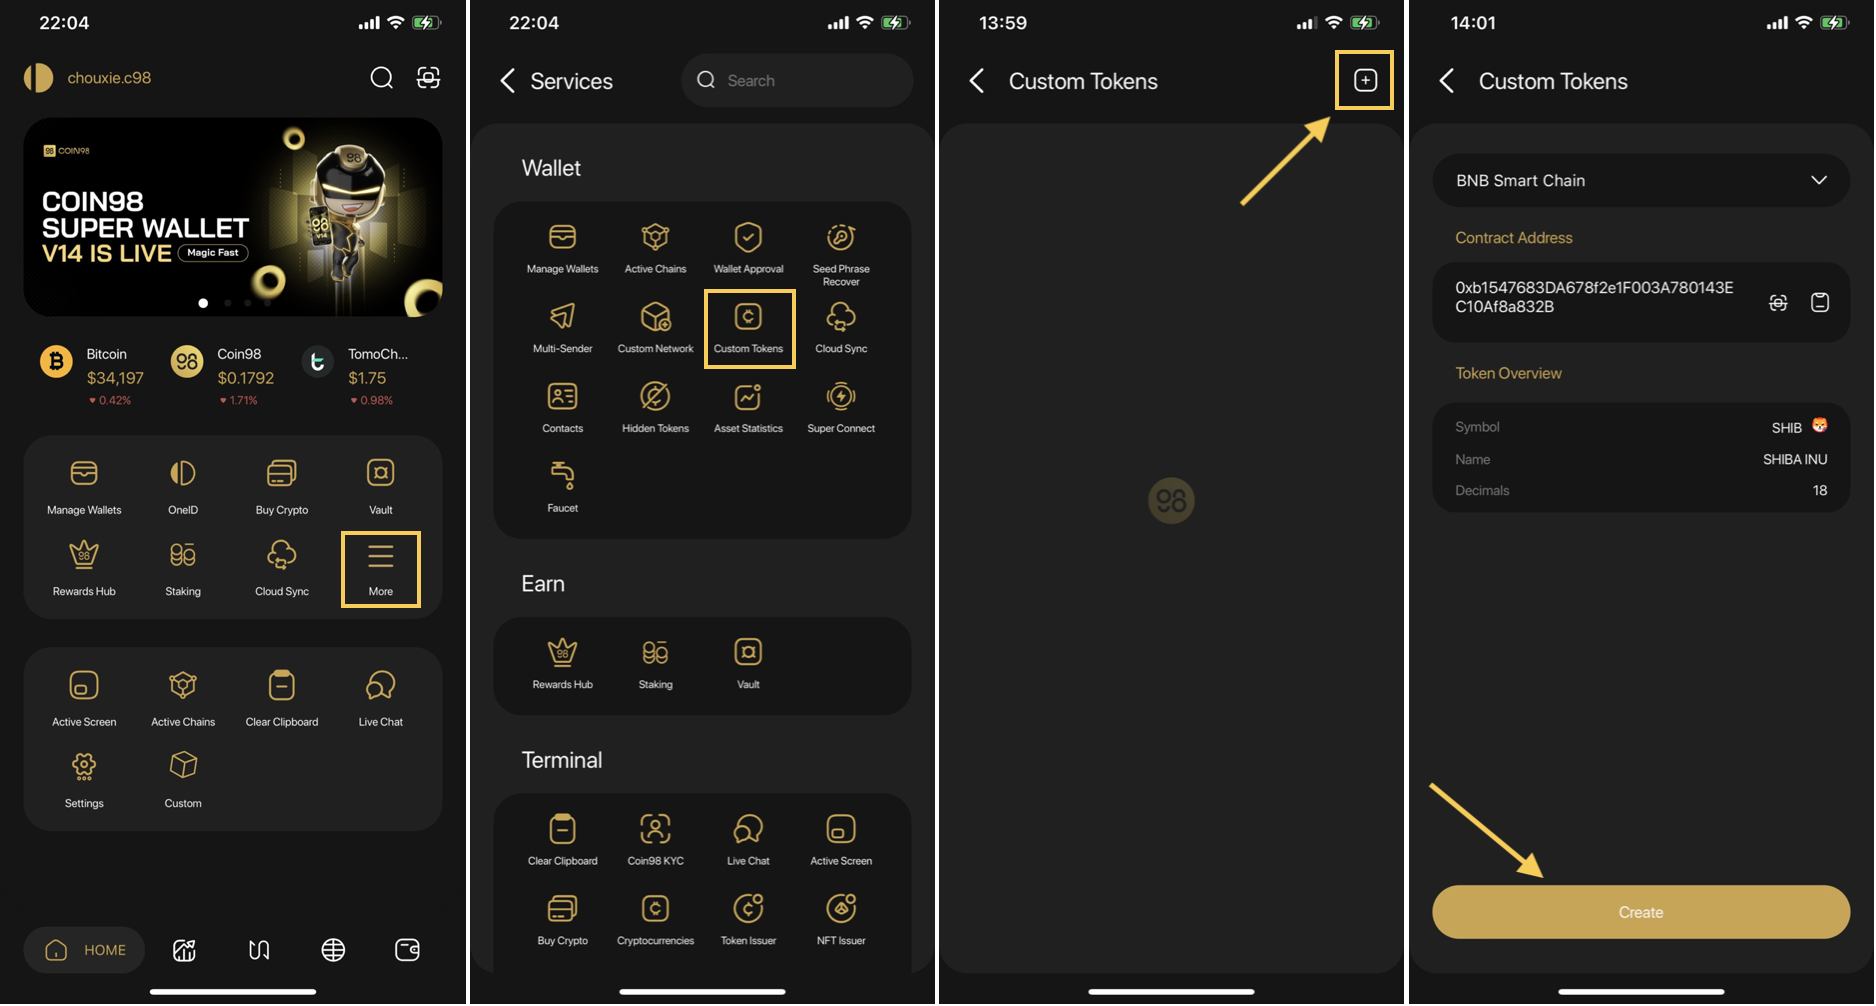 22:04
chouxie.c98
98 COIN98
COIN98
SUPER WALLET
V14 IS LIVE Magic Fast
Bitcoin
$34,197
0.42%
Coin98
$0.1792
1.71%
TomoCh...
$1.75
0.98%
Manage Wallets
OneID
Buy Crypto
Vault
Rewards Hub
Staking
Cloud Sync
More
Active Screen
Active Chains
Clear Clipboard
Live Chat
Settings
Custom
HOME
22:04
Services
Search
Wallet
Manage Wallets
Active Chains
Wallet Approval
Seed Phrase
Recover
Multi-Sender
Custom Network
Custom Tokens
Cloud Sync
Contacts
Hidden Tokens
Asset Statistics
Super Connect
Faucet
Earn
Rewards Hub
Staking
Vault
Terminal
Clear Clipboard
Coin98 KYC
Live Chat
Active Screen
Buy Crypto
Cryptocurrencies
Token Issuer
NFT Issuer
13:59
Custom Tokens
98
14:01
Custom Tokens
BNB Smart Chain
Contract Address
0xb1547683DA678f2e1F003A780143E
C10Af8a832B
Token Overview
Symbol SHIB
Name SHIBA INU
Decimals 18
Create